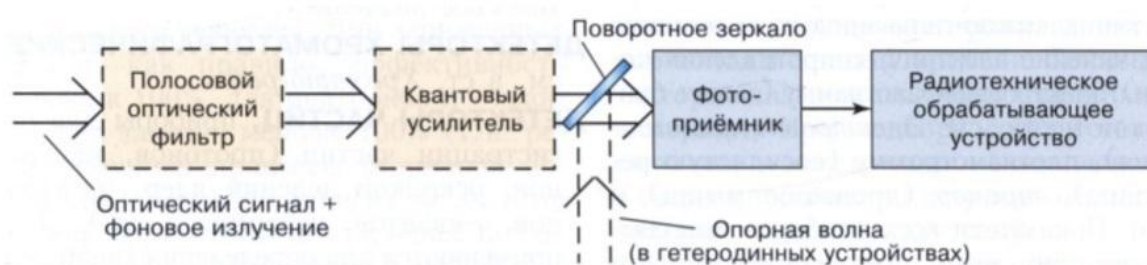 Поворотное зеркало
Полосовой
оптический
фильтр
Квантовый
усилитель
Фото-
приёмник
Радиотехническое
обрабатывающее
устройство
Оптический сигнал +
фоновое излучение
Опорная волна
(в гетеродинных устройствах)